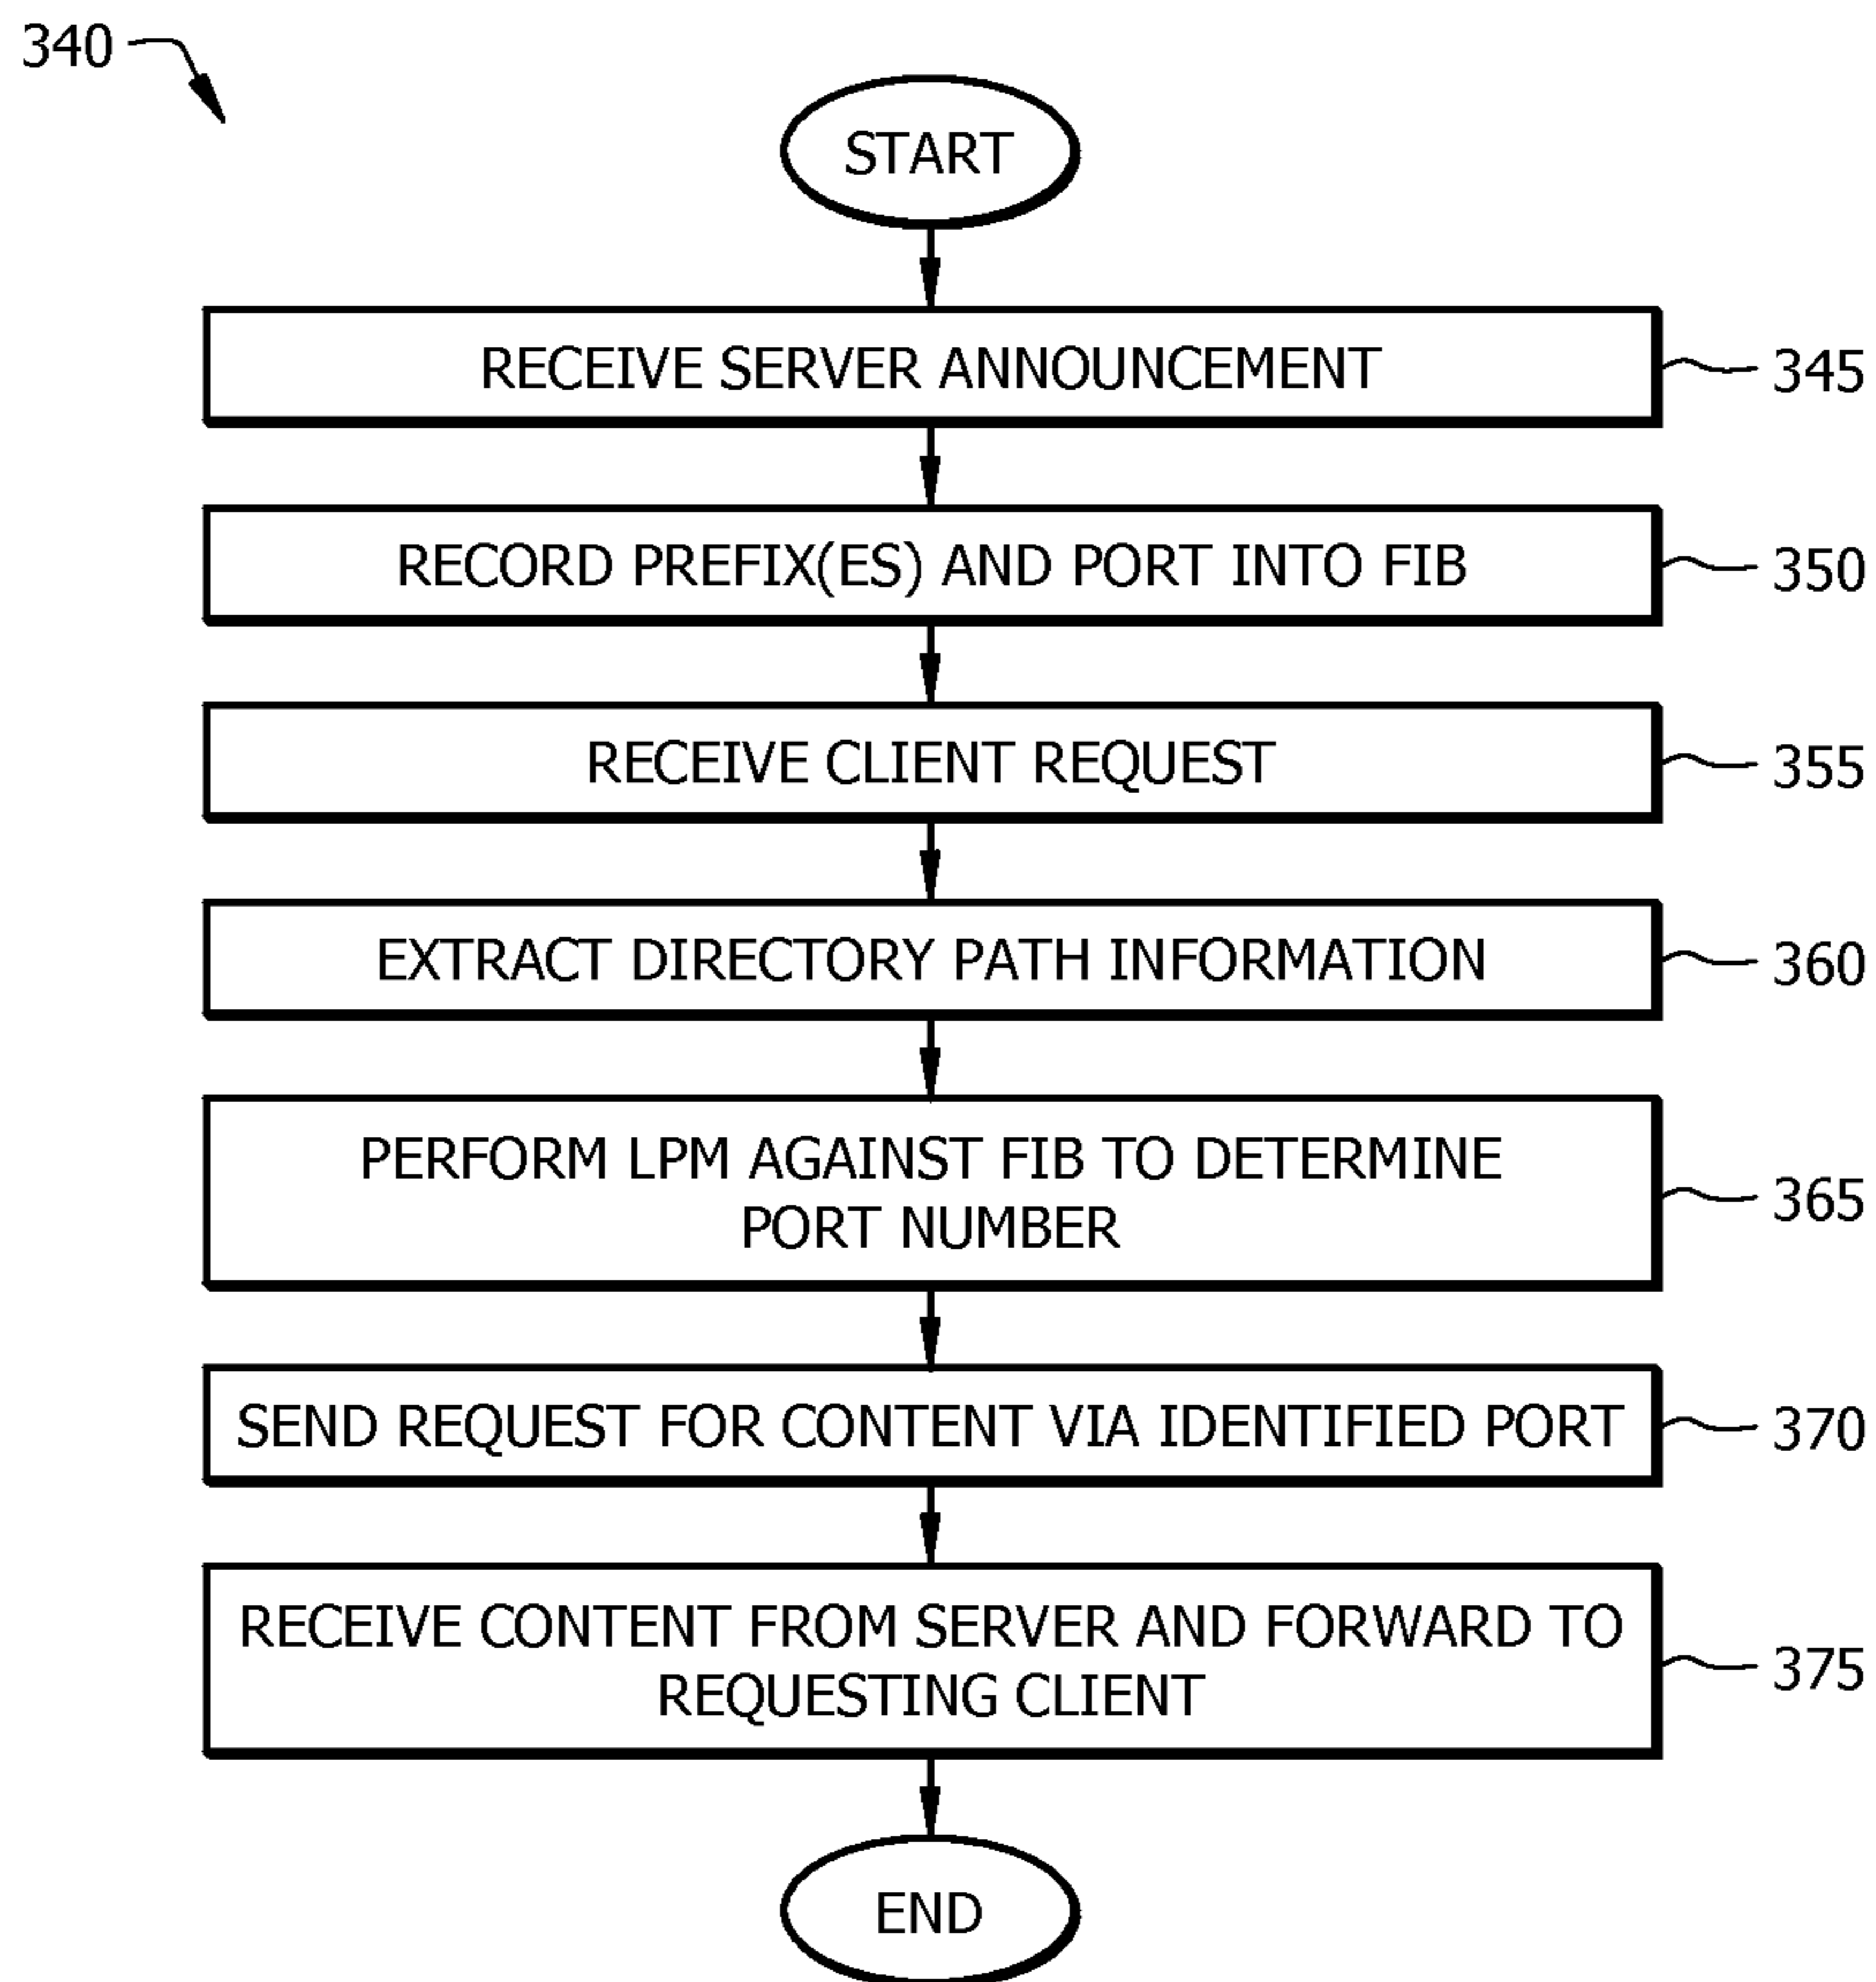 340
START
RECEIVE SERVER ANNOUNCEMENT
345
RECORD PREFIX(ES) AND PORT INTO FIB
350
RECEIVE CLIENT REQUEST
355
EXTRACT DIRECTORY PATH INFORMATION
360
PERFORM LPM AGAINST FIB TO DETERMINE
PORT NUMBER
365
SEND REQUEST FOR CONTENT VIA IDENTIFIED PORT
370
RECEIVE CONTENT FROM SERVER AND FORWARD TO
REQUESTING CLIENT
375
END